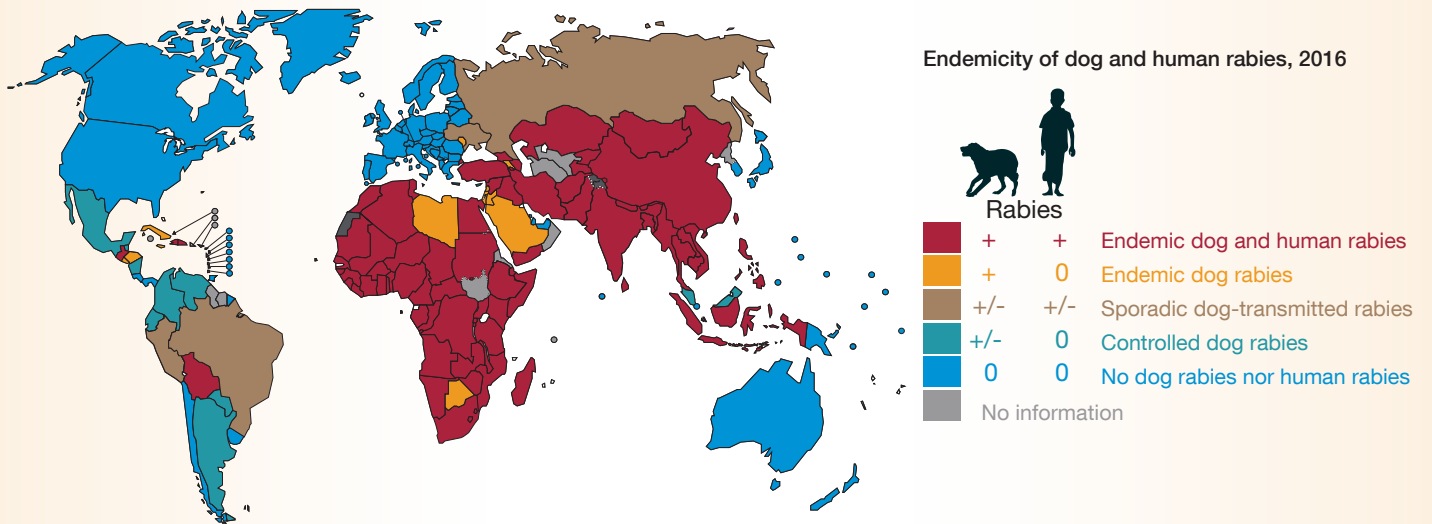 Endemicity of dog and human rabies, 2016
Rabies
+ + Endemic dog and human rabies
+ 0 Endemic dog rabies
+/- +/- Sporadic dog-transmitted rabies
+/- 0 Controlled dog rabies
0 0 No dog rabies nor human rabies
No information